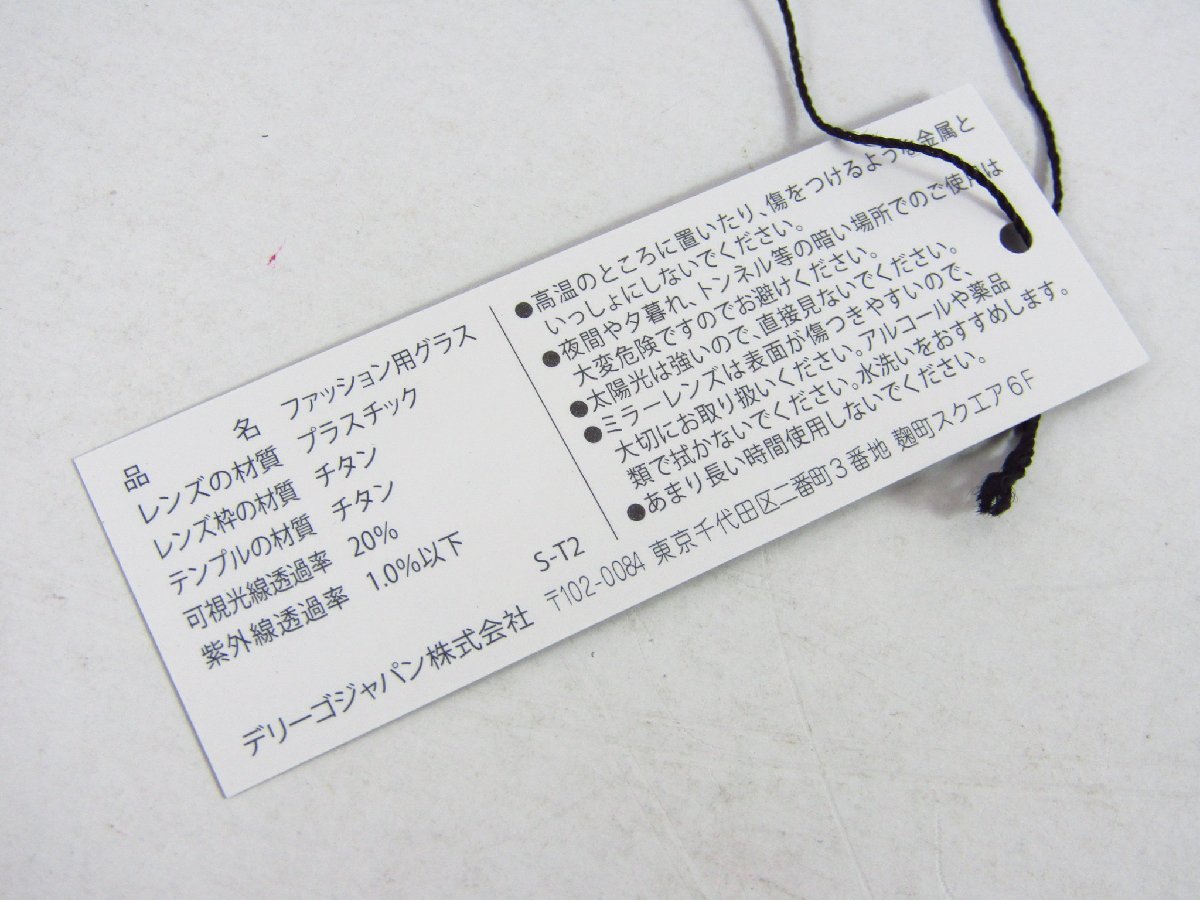 品　　　名　ファッション用グラス
レンズの材質　プラスチック
レンズ枠の材質　チタン
テンプルの材質　チタン
可視光線透過率　20%
紫外線透過率　1.0%以下
S-T2
●高温のところに置いたり、傷をつけるような金属と
いっしょにしないでください。
●夜間や夕暮れ、トンネル等の暗い場所でのご使用は
大変危険ですのでお避けください。
●太陽光は強いので、直接見ないでください。
●ミラーレンズは表面が傷つきやすいので、
大切にお取り扱いください。アルコールや薬品
類で拭かないでください。水洗いをおすすめします。
●あまり長い時間使用しないでください。
デリーゴジャパン株式会社　〒102-0084 東京千代田区二番町3番地 麹町スクエア6F